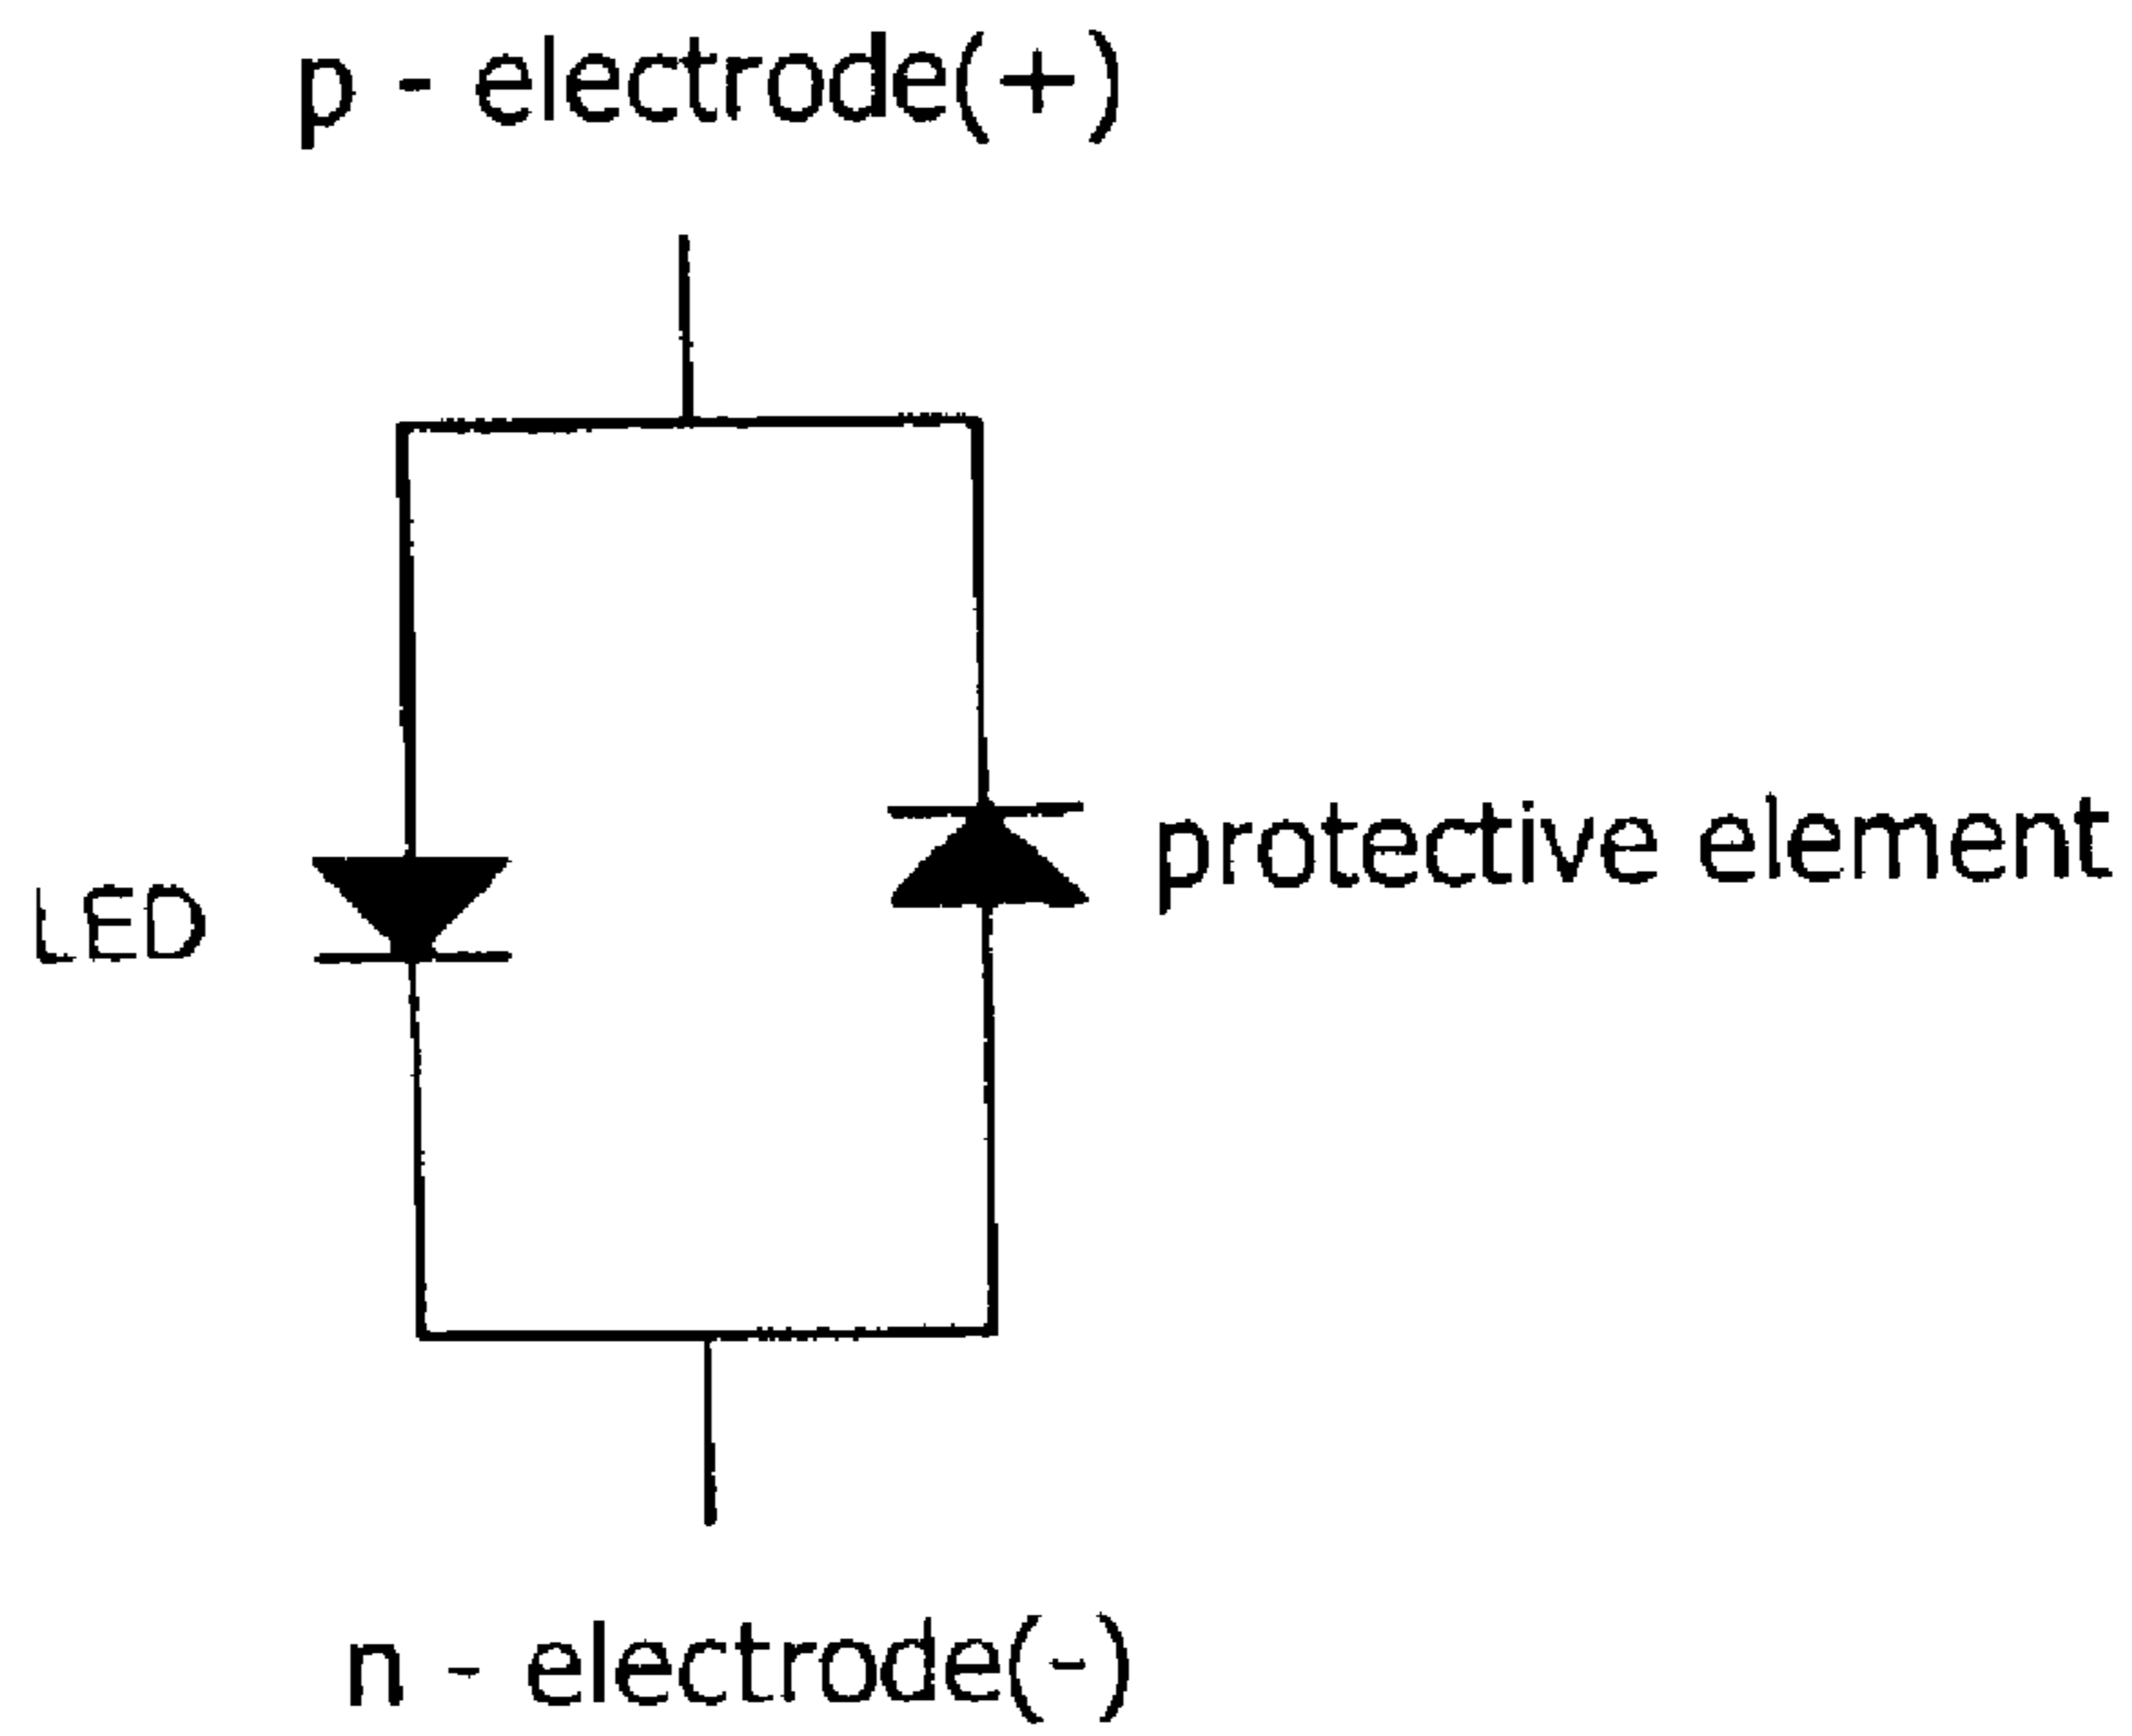 p - electrode(+)
protective element
LED
n - electrode(-)